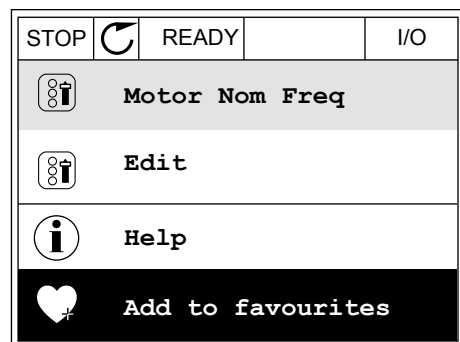 STOP READY I/O
Motor Nom Freq
Edit
Help
Add to favourites